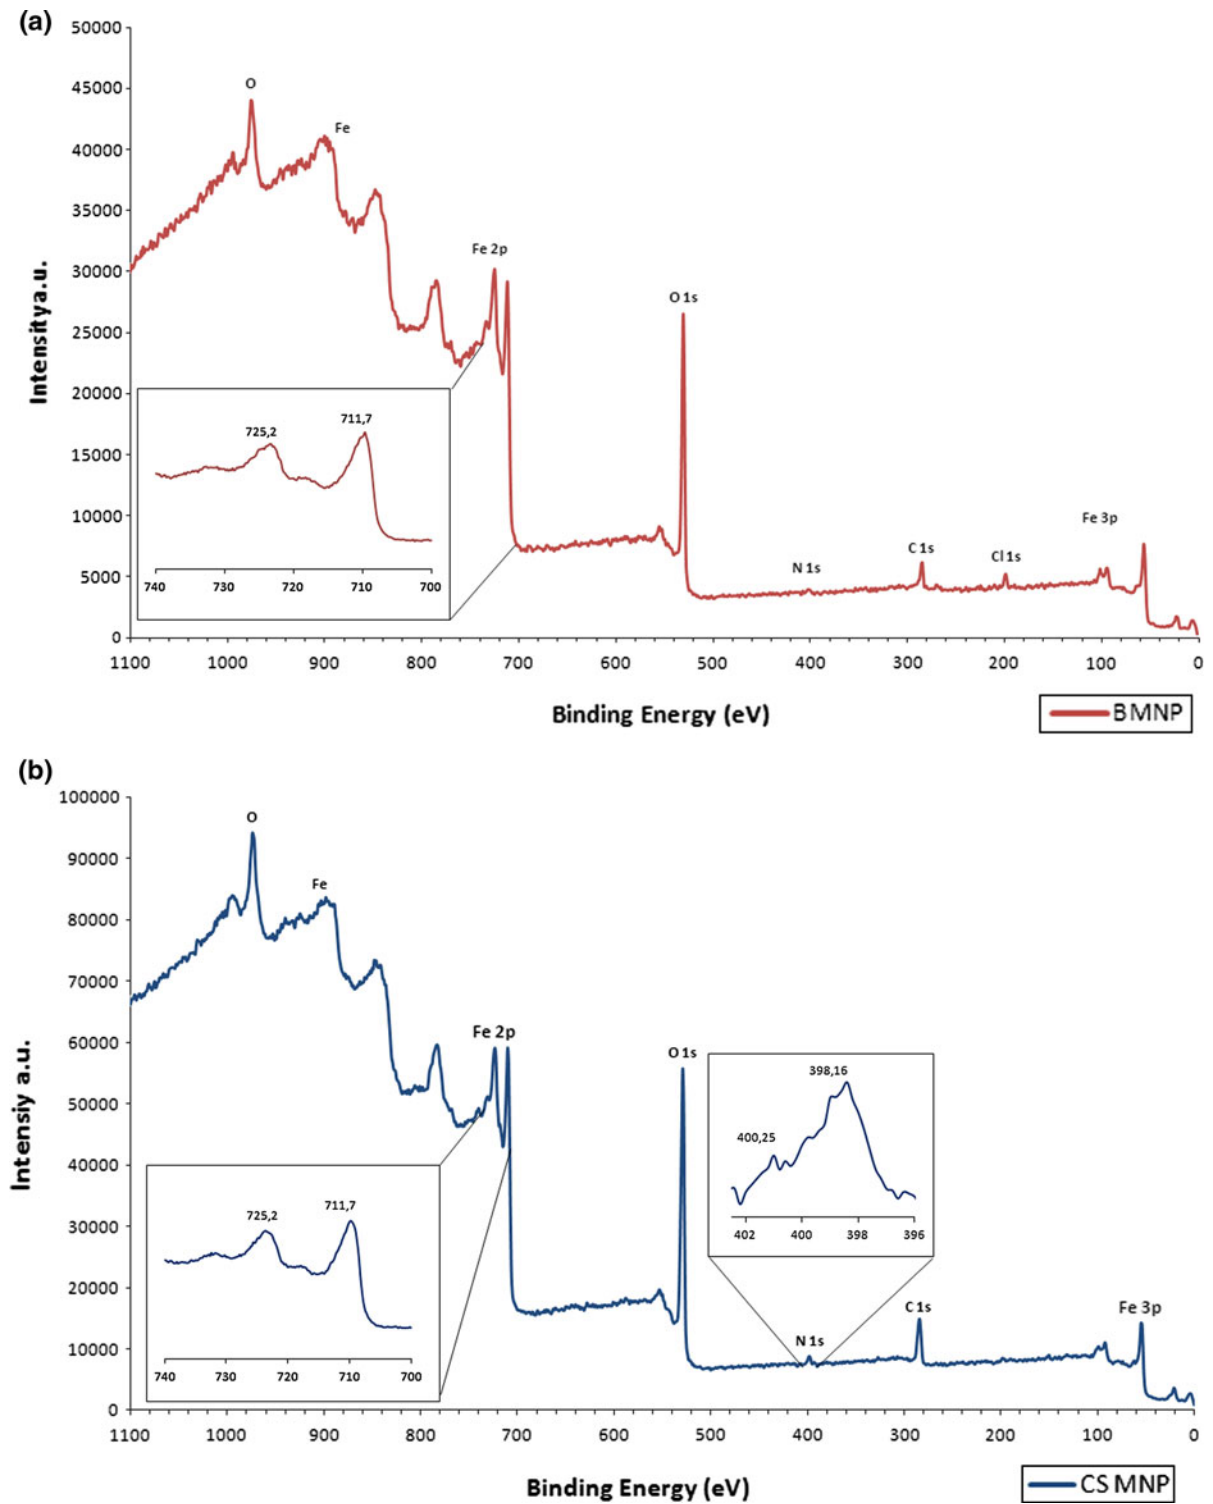 (a)
50000
45000
40000
35000
30000
25000
20000
15000
10000
5000
0
Intensitya.u.
O
Fe
Fe 2p
O 1s
N 1s
C 1s
Cl 1s
Fe 3p
725,2
711,7
740 730 720 710 700
1100 1000 900 800 700 600 500 400 300 200 100 0
Binding Energy (eV)
BMNP
(b)
100000
90000
80000
70000
60000
50000
40000
30000
20000
10000
0
Intensiy a.u.
O
Fe
Fe 2p
O 1s
398,16
400,25
402 400 398 396
N 1s
C 1s
Fe 3p
725,2
711,7
740 730 720 710 700
1100 1000 900 800 700 600 500 400 300 200 100 0
Binding Energy (eV)
CS MNP